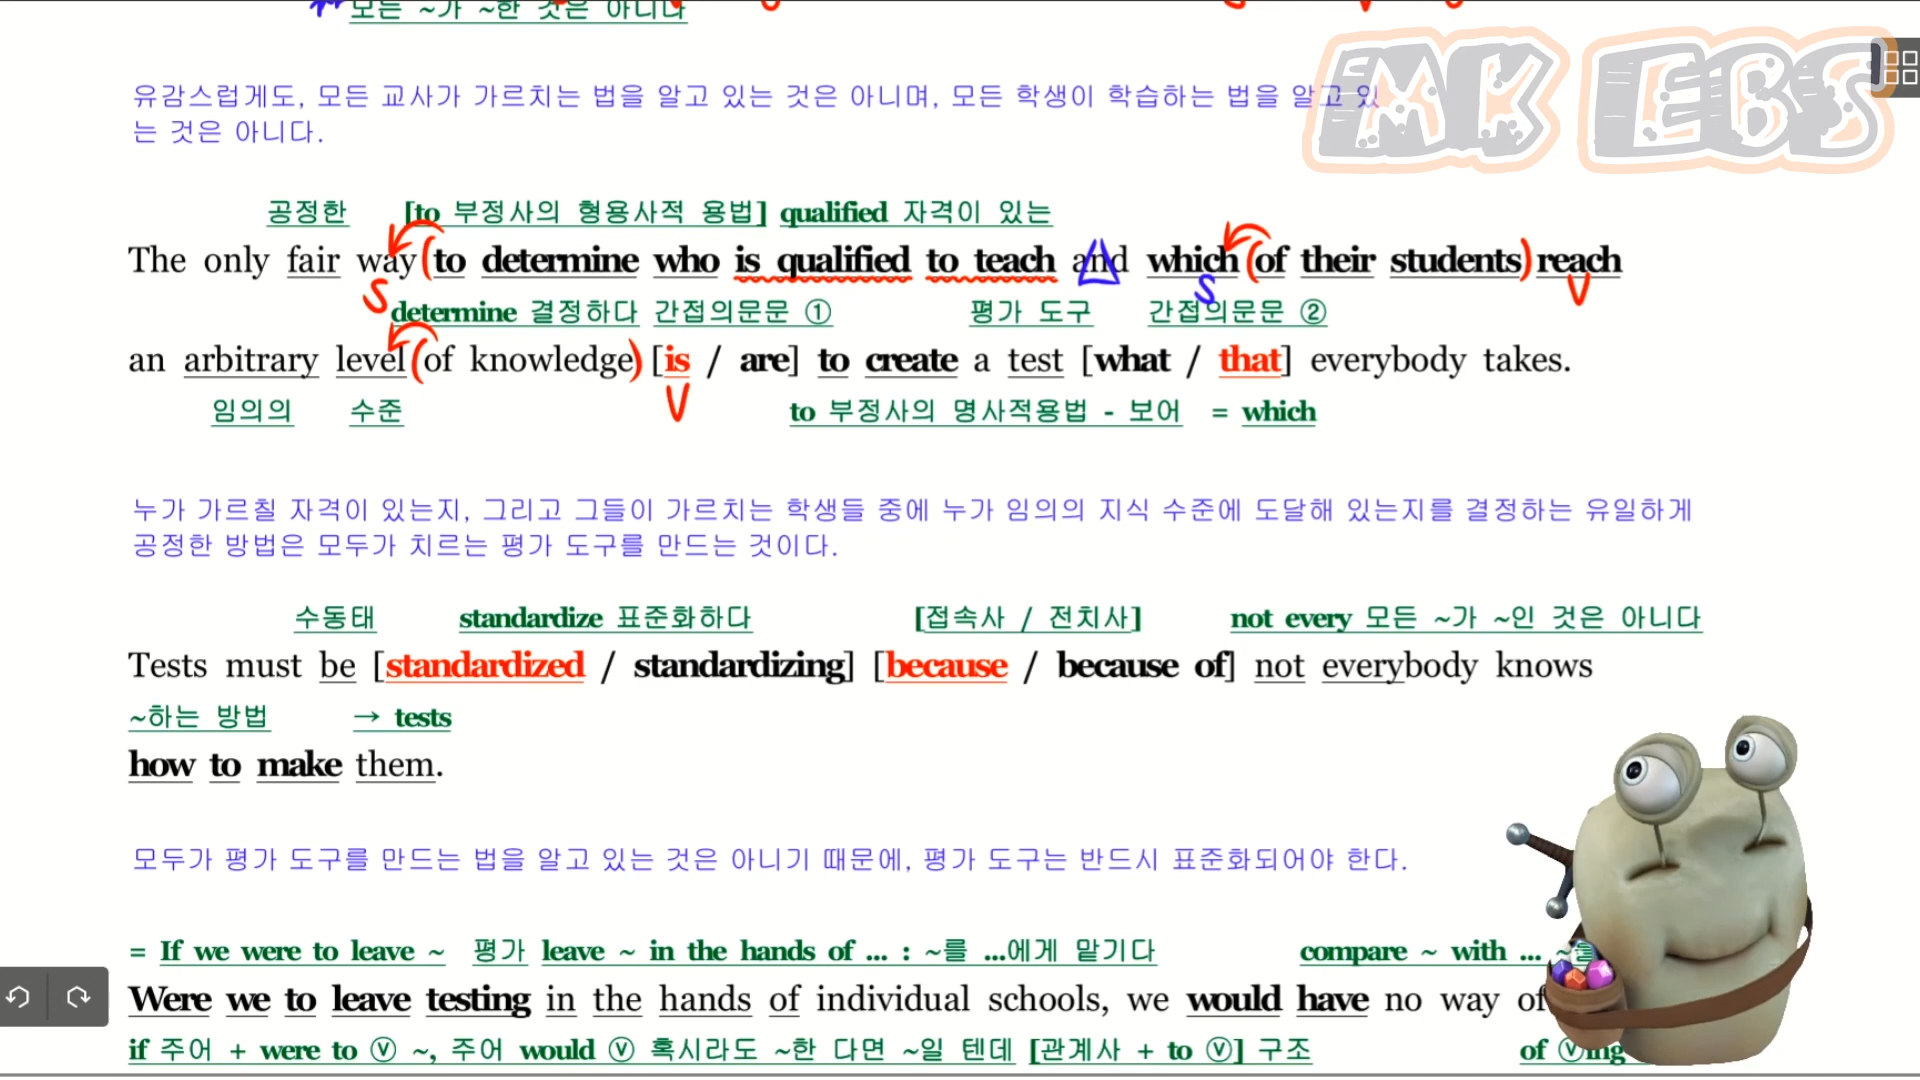 모든 ~가 ~한 것은 아니다
유감스럽게도, 모든 교사가 가르치는 법을 알고 있는 것은 아니며, 모든 학생이 학습하는 법을 알고 있
는 것은 아니다.
MK EBS
공정한 [to 부정사의 형용사적 용법] qualified 자격이 있는
The only fair way (to determine who is qualified to teach and which (of their students) reach
S S V
determine 결정하다 간접의문문 ① 평가 도구 간접의문문 ②
an arbitrary level (of knowledge) [is / are] to create a test [what / that] everybody takes.
V
임의의 수준 to 부정사의 명사적용법 - 보어 = which
누가 가르칠 자격이 있는지, 그리고 그들이 가르치는 학생들 중에 누가 임의의 지식 수준에 도달해 있는지를 결정하는 유일하게
공정한 방법은 모두가 치르는 평가 도구를 만드는 것이다.
수동태 standardize 표준화하다 [접속사 / 전치사] not every 모든 ~가 ~인 것은 아니다
Tests must be [standardized / standardizing] [because / because of] not everybody knows
~하는 방법 → tests
how to make them.
모두가 평가 도구를 만드는 법을 알고 있는 것은 아니기 때문에, 평가 도구는 반드시 표준화되어야 한다.
= If we were to leave ~ 평가 leave ~ in the hands of ... : ~를 ...에게 맡기다 compare ~ with ...
Were we to leave testing in the hands of individual schools, we would have no way of
if 주어 + were to ⓥ ~, 주어 would ⓥ 혹시라도 ~한 다면 ~일 텐데 [관계사 + to ⓥ] 구조 of ⓥing